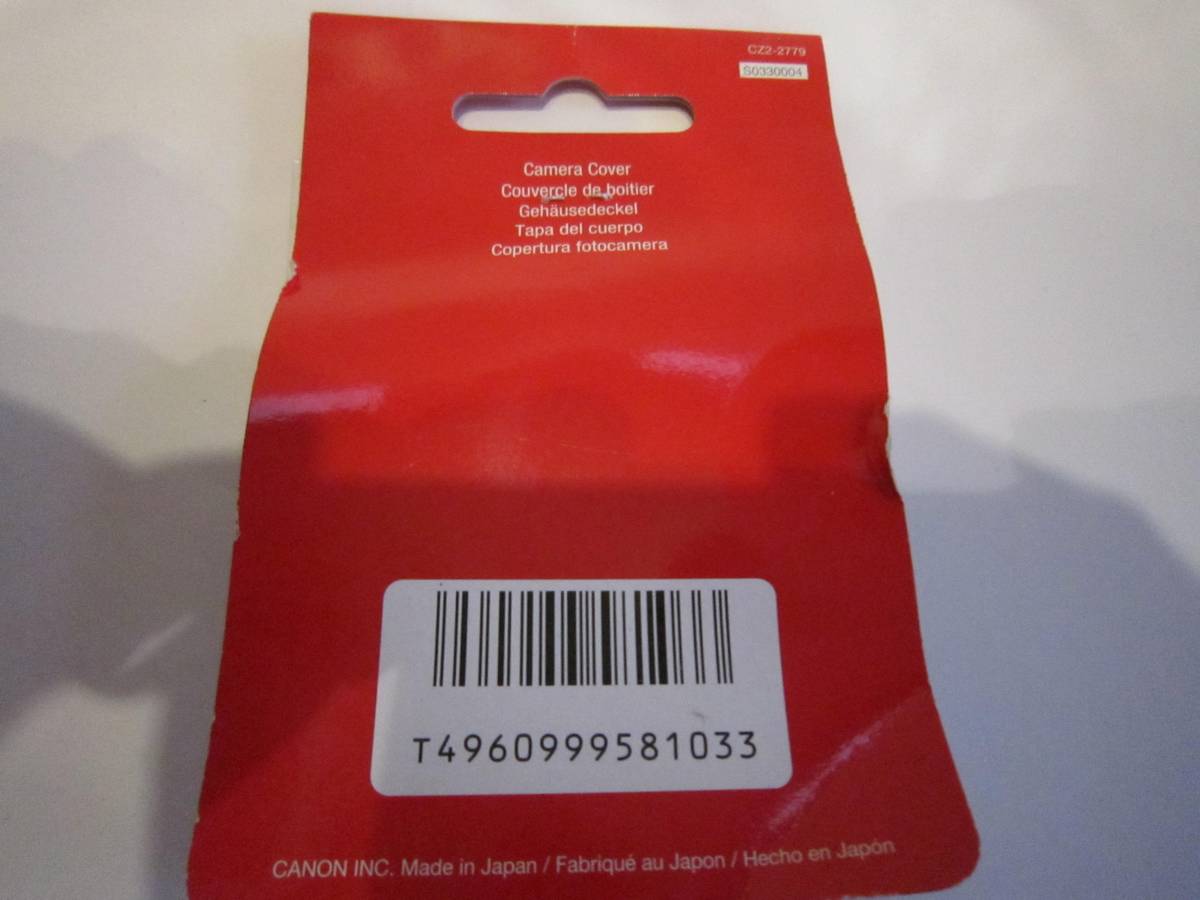 CZ2-2779
S0330004
Camera Cover
Couvercle de boitier
Gehäusedeckel
Tapa del cuerpo
Copertura fotocamera
T4960999581033
CANON INC. Made in Japan / Fabriqué au Japon / Hecho en Japón